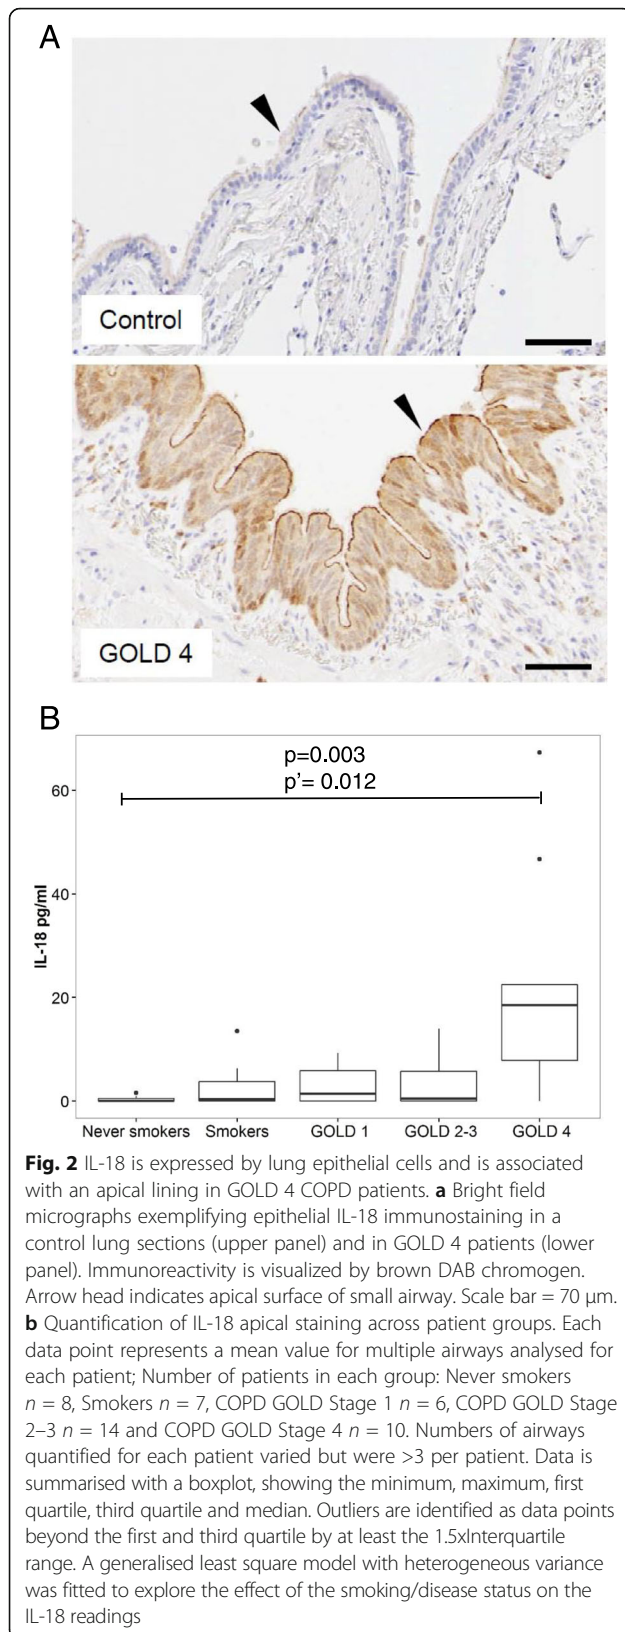 A
Control
GOLD 4
B
p=0.003
p'= 0.012
60
40
20
0
IL-18 pg/ml
Never smokers
Smokers
GOLD 1
GOLD 2-3
GOLD 4
Fig. 2 IL-18 is expressed by lung epithelial cells and is associated
with an apical lining in GOLD 4 COPD patients. a Bright field
micrographs exemplifying epithelial IL-18 immunostaining in a
control lung sections (upper panel) and in GOLD 4 patients (lower
panel). Immunoreactivity is visualized by brown DAB chromogen.
Arrow head indicates apical surface of small airway. Scale bar = 70 μm.
b Quantification of IL-18 apical staining across patient groups. Each
data point represents a mean value for multiple airways analysed for
each patient; Number of patients in each group: Never smokers
n = 8, Smokers n = 7, COPD GOLD Stage 1 n = 6, COPD GOLD Stage
2–3 n = 14 and COPD GOLD Stage 4 n = 10. Numbers of airways
quantified for each patient varied but were >3 per patient. Data is
summarised with a boxplot, showing the minimum, maximum, first
quartile, third quartile and median. Outliers are identified as data points
beyond the first and third quartile by at least the 1.5xInterquartile
range. A generalised least square model with heterogeneous variance
was fitted to explore the effect of the smoking/disease status on the
IL-18 readings